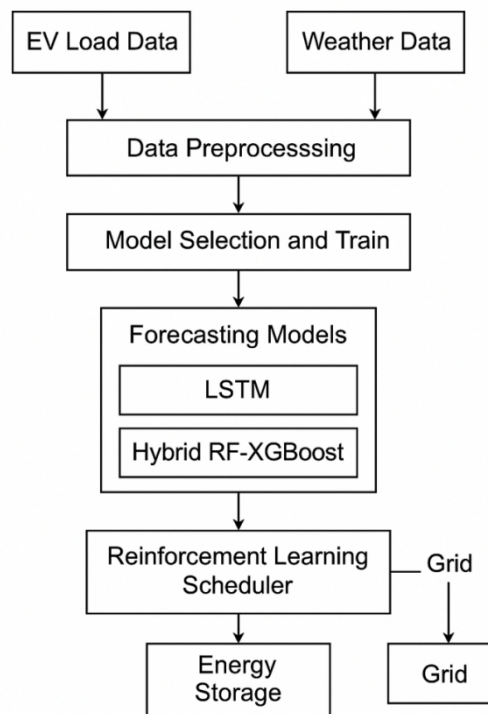 EV Load Data
Weather Data
Data Preprocesssing
Model Selection and Train
Forecasting Models
LSTM
Hybrid RF-XGBoost
Reinforcement Learning
Scheduler
Grid
Energy
Storage
Grid